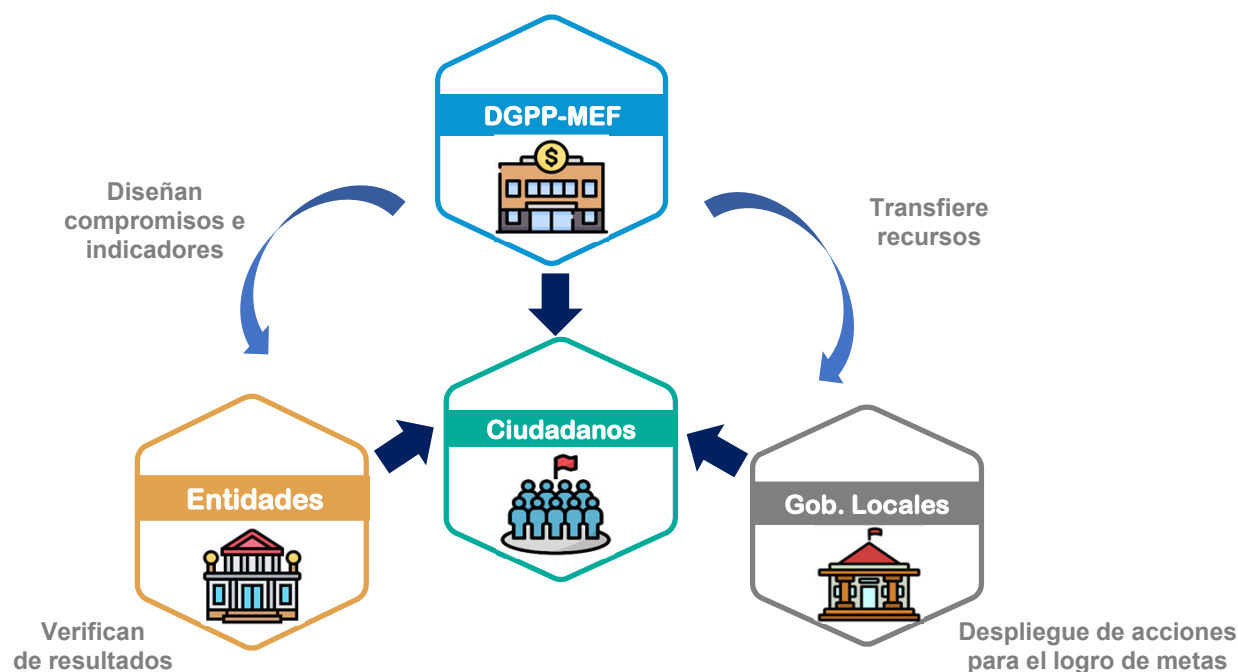 DGPP-MEF
$
Diseñan
compromisos e
indicadores
Transfiere
recursos
Ciudadanos
Entidades
Gob. Locales
Verifican
de resultados
Despliegue de acciones
para el logro de metas